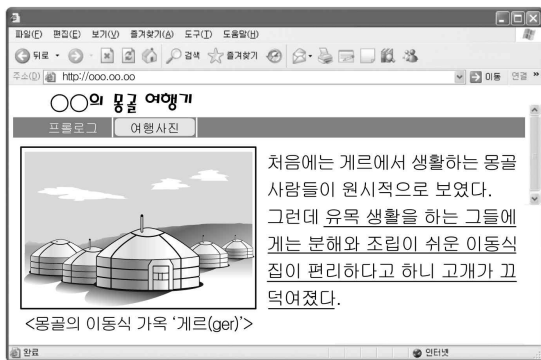 파일(F) 편집(E) 보기(V) 즐겨찾기(A) 도구(T) 도움말(H)
뒤로 검색 즐겨찾기
주소(D) http://ooo.co.oo 이동 연결 »
○○의 몽골 여행기
프롤로그 여행사진
처음에는 게르에서 생활하는 몽골
사람들이 원시적으로 보였다.
그런데 유목 생활을 하는 그들에
게는 분해와 조립이 쉬운 이동식
집이 편리하다고 하니 고개가 끄
덕여졌다.
<몽골의 이동식 가옥 ‘게르(ger)’>
완료 인터넷